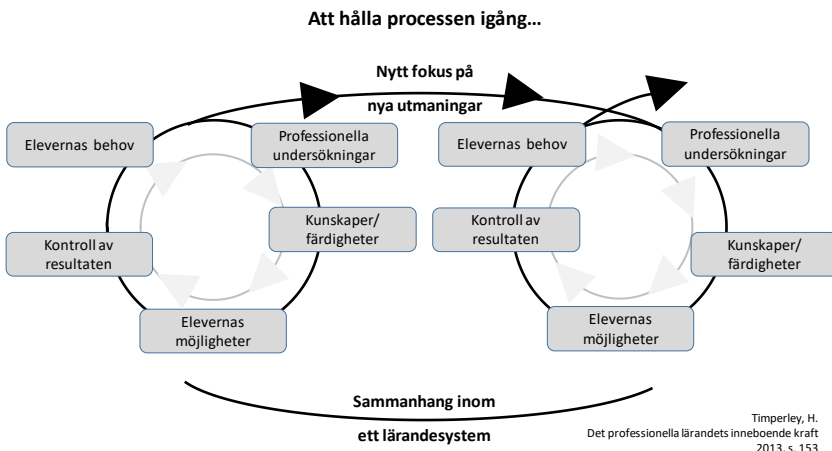 Att hålla processen igång…
Nytt fokus på
nya utmaningar
Elevernas behov
Professionella
undersökningar
Kunskaper/
färdigheter
Elevernas
möjligheter
Kontroll av
resultaten
Elevernas behov
Professionella
undersökningar
Kunskaper/
färdigheter
Elevernas
möjligheter
Kontroll av
resultaten
Sammanhang inom
ett lärandesystem
Timperley, H.
Det professionella lärandets inneboende kraft
2013, s. 153